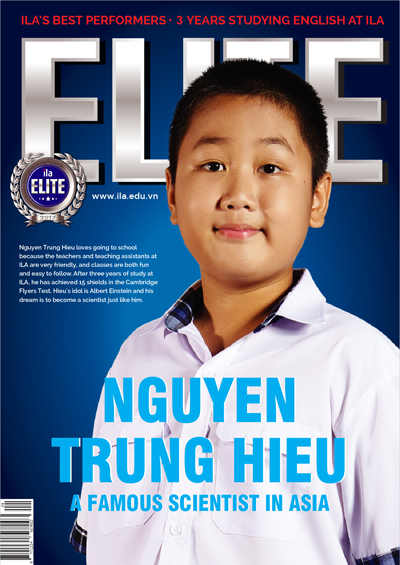 ILA'S BEST PERFORMERS • 3 YEARS STUDYING ENGLISH AT ILA
ELITE
ila
ELITE
www.ila.edu.vn
Nguyen Trung Hieu loves going to school
because the teachers and teaching assistants at
ILA are very friendly, and classes are both fun
and easy to follow. After three years of study at
ILA, he has achieved 15 shields in the Cambridge
Flyers Test. Hieu's idol is Albert Einstein and his
dream is to become a scientist just like him.
NGUYEN
TRUNG HIEU
A FAMOUS SCIENTIST IN ASIA